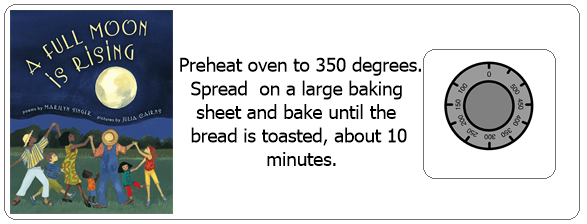 A FULL MOON
IS RISING
poems by MARILYN SINGER
pictures by JULIA CAIRNS
Preheat oven to 350 degrees.
Spread on a large baking
sheet and bake until the
bread is toasted, about 10
minutes.
0
500
450
400
350
300
250
200
150
100